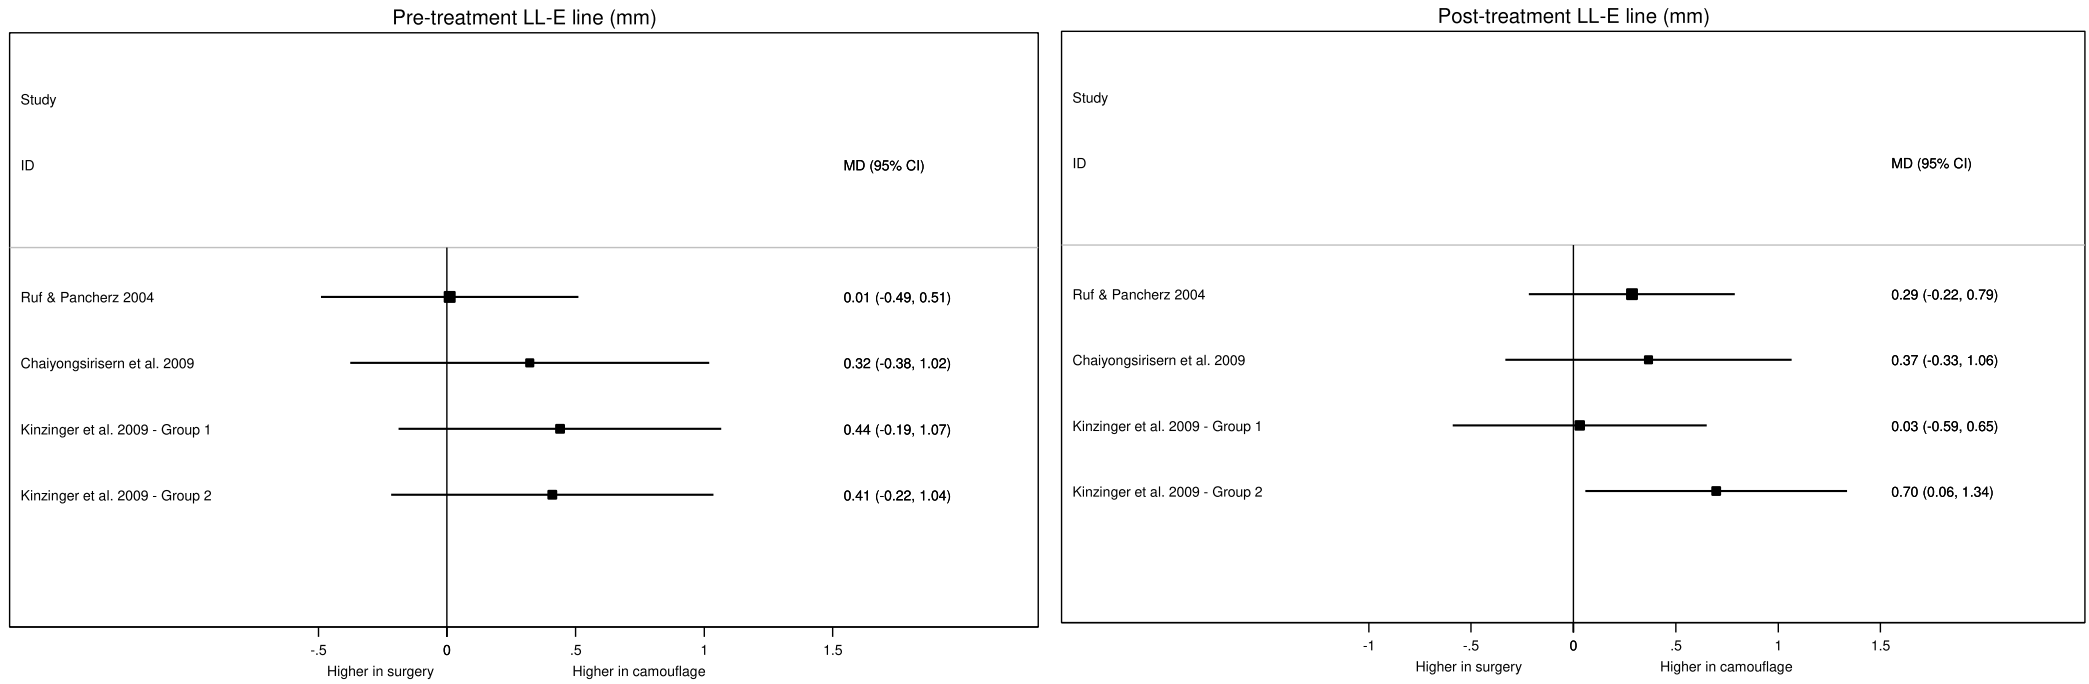 Pre-treatment LL-E line (mm)
Study
ID MD (95% CI)
Ruf & Pancherz 2004 0.01 (-0.49, 0.51)
Chaiyongsirisern et al. 2009 0.32 (-0.38, 1.02)
Kinzinger et al. 2009 - Group 1 0.44 (-0.19, 1.07)
Kinzinger et al. 2009 - Group 2 0.41 (-0.22, 1.04)
-.5 0 .5 1 1.5
Higher in surgery Higher in camouflage
Post-treatment LL-E line (mm)
Study
ID MD (95% CI)
Ruf & Pancherz 2004 0.29 (-0.22, 0.79)
Chaiyongsirisern et al. 2009 0.37 (-0.33, 1.06)
Kinzinger et al. 2009 - Group 1 0.03 (-0.59, 0.65)
Kinzinger et al. 2009 - Group 2 0.70 (0.06, 1.34)
-1 -.5 0 .5 1 1.5
Higher in surgery Higher in camouflage